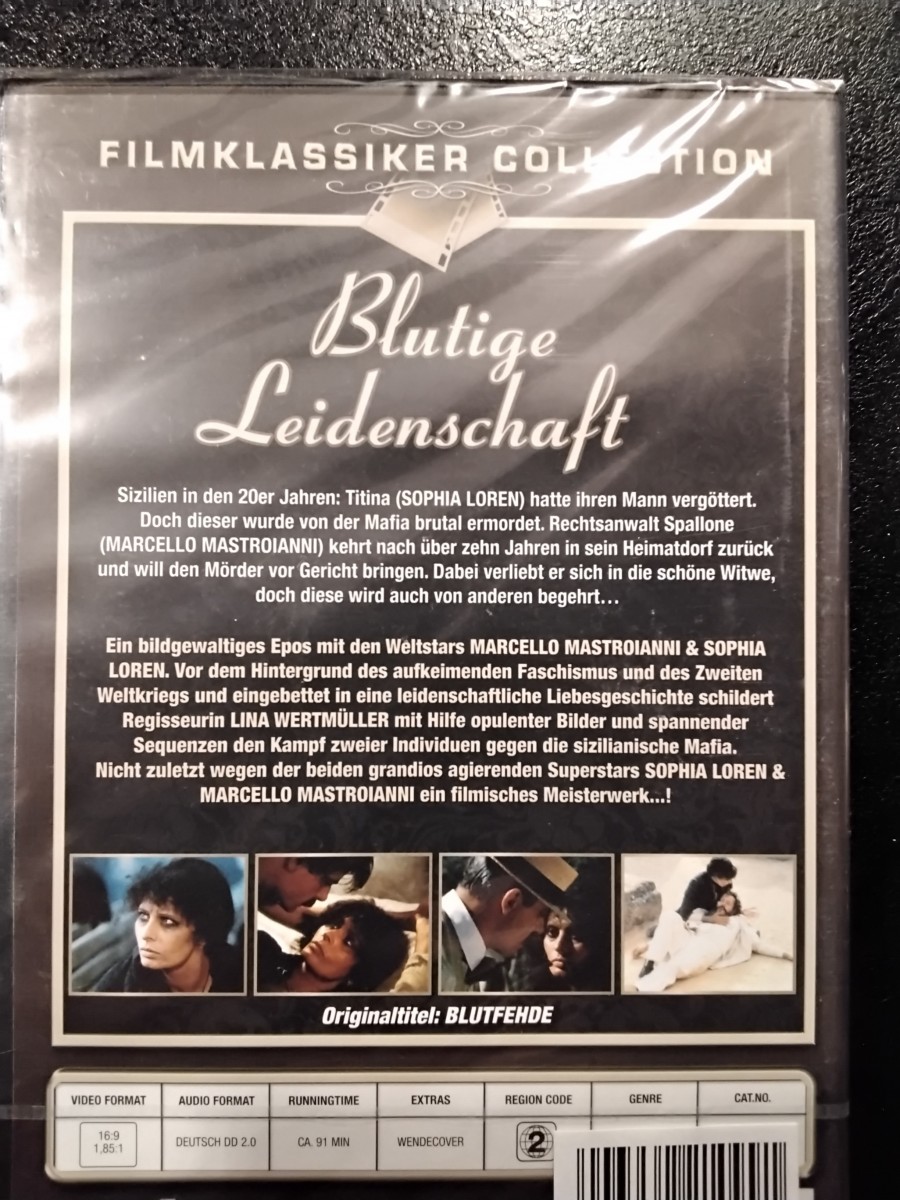 FILMKLASSIKER COLLECTION
Blutige
Leidenschaft
Sizilien in den 20er Jahren: Titina (SOPHIA LOREN) hatte ihren Mann vergöttert.
Doch dieser wurde von der Mafia brutal ermordet. Rechtsanwalt Spallone
(MARCELLO MASTROIANNI) kehrt nach über zehn Jahren in sein Heimatdorf zurück
und will den Mörder vor Gericht bringen. Dabei verliebt er sich in die schöne Witwe,
doch diese wird auch von anderen begehrt...
Ein bildgewaltiges Epos mit den Weltstars MARCELLO MASTROIANNI & SOPHIA
LOREN. Vor dem Hintergrund des aufkeimenden Faschismus und des Zweiten
Weltkriegs und eingebettet in eine leidenschaftliche Liebesgeschichte schildert
Regisseurin LINA WERTMÜLLER mit Hilfe opulenter Bilder und spannender
Sequenzen den Kampf zweier Individuen gegen die sizilianische Mafia.
Nicht zuletzt wegen der beiden grandios agierenden Superstars SOPHIA LOREN &
MARCELLO MASTROIANNI ein filmisches Meisterwerk...!
Originaltitel: BLUTFEHDE
VIDEO FORMAT AUDIO FORMAT RUNNINGTIME EXTRAS REGION CODE GENRE CAT.NO.
16:9
1,85:1 DEUTSCH DD 2.0 CA. 91 MIN WENDECOVER 2